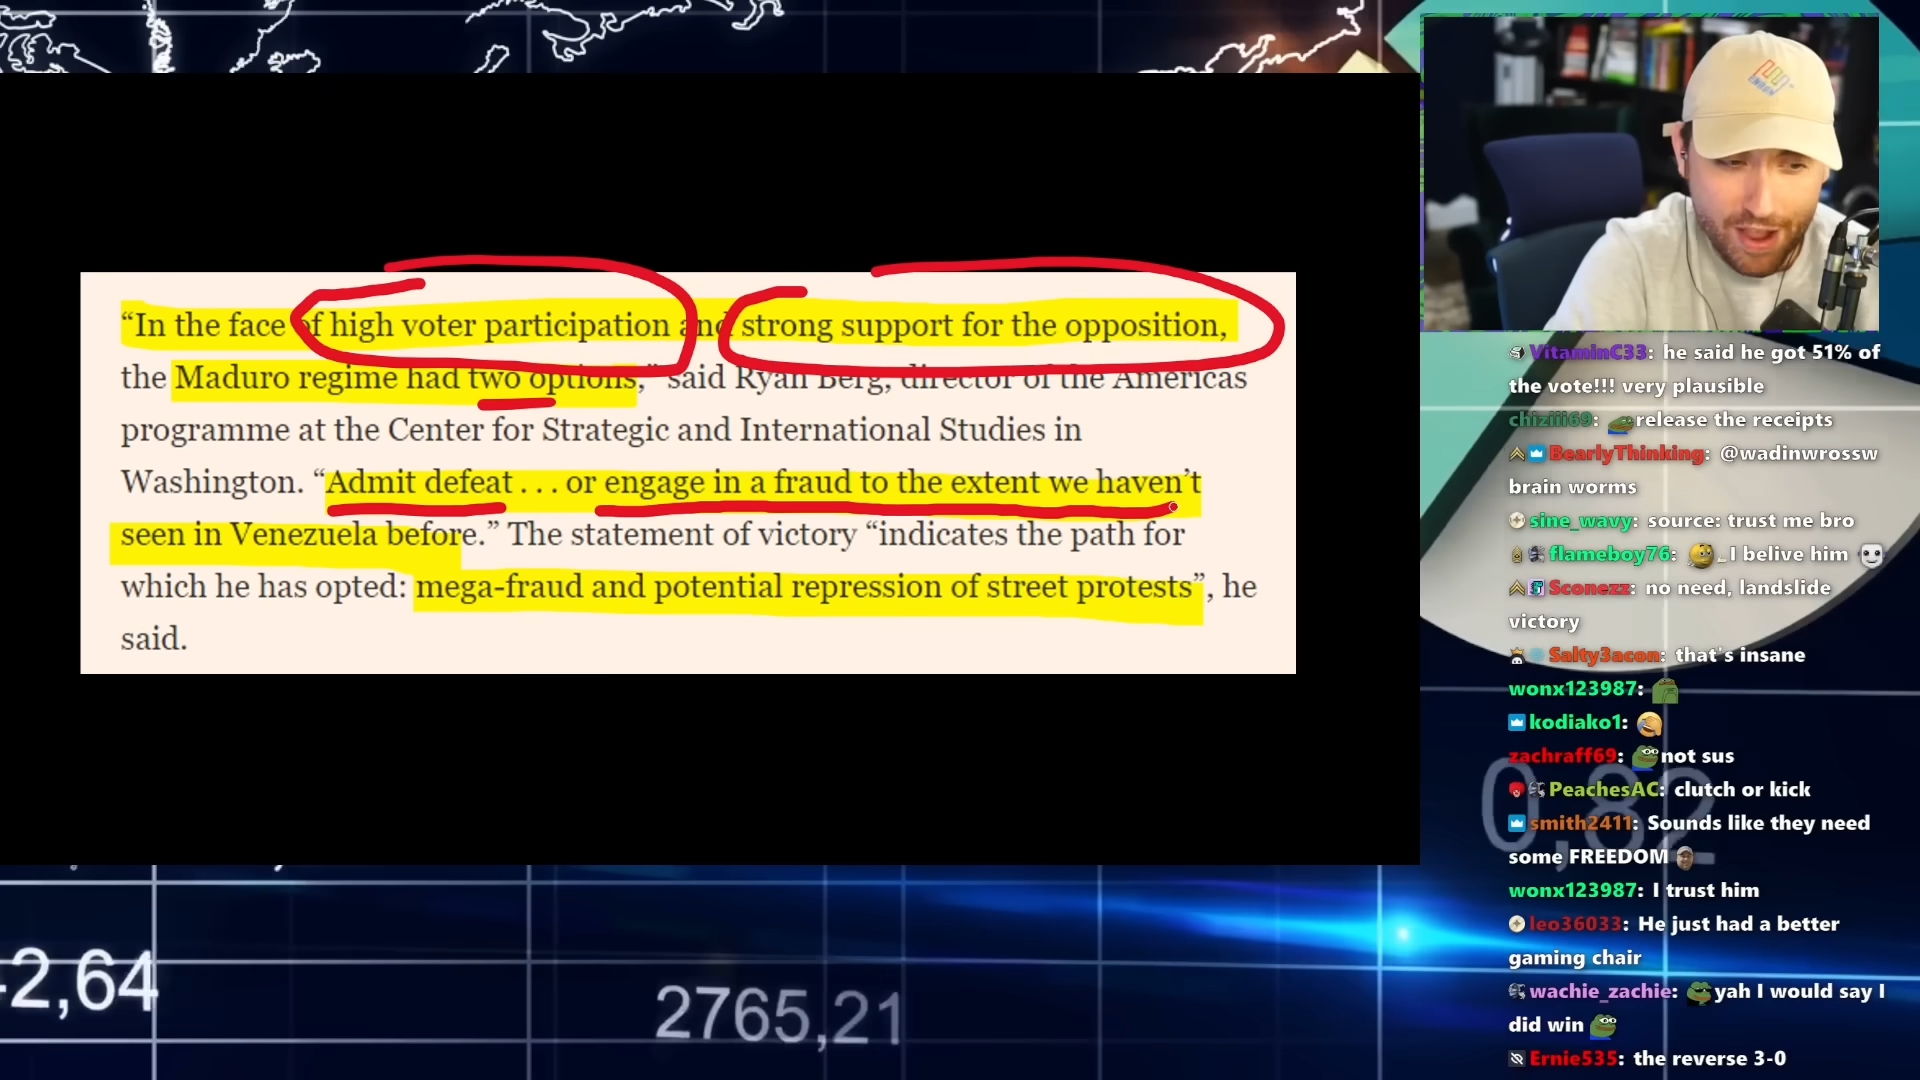 “In the face of high voter participation and strong support for the opposition,
the Maduro regime had two options,” said Ryan Berg, director of the Americas
programme at the Center for Strategic and International Studies in
Washington. “Admit defeat . . . or engage in a fraud to the extent we haven’t
seen in Venezuela before.” The statement of victory “indicates the path for
which he has opted: mega-fraud and potential repression of street protests”, he
said.
VitaminC33: he said he got 51% of
the vote!!! very plausible
chiziii69: release the receipts
BearlyThinking: @wadinwrossw
brain worms
sine_wavy: source: trust me bro
flameboy76: _ I belive him
Sconezz: no need, landslide
victory
Salty3acon: that's insane
wonx123987:
kodiako1:
zachraff69: not sus
PeachesAC: clutch or kick
smith2411: Sounds like they need
some FREEDOM
wonx123987: I trust him
leo36033: He just had a better
gaming chair
wachie_zachie: yah I would say I
did win
Ernie535: the reverse 3-0
0,82
2,64
2765,21